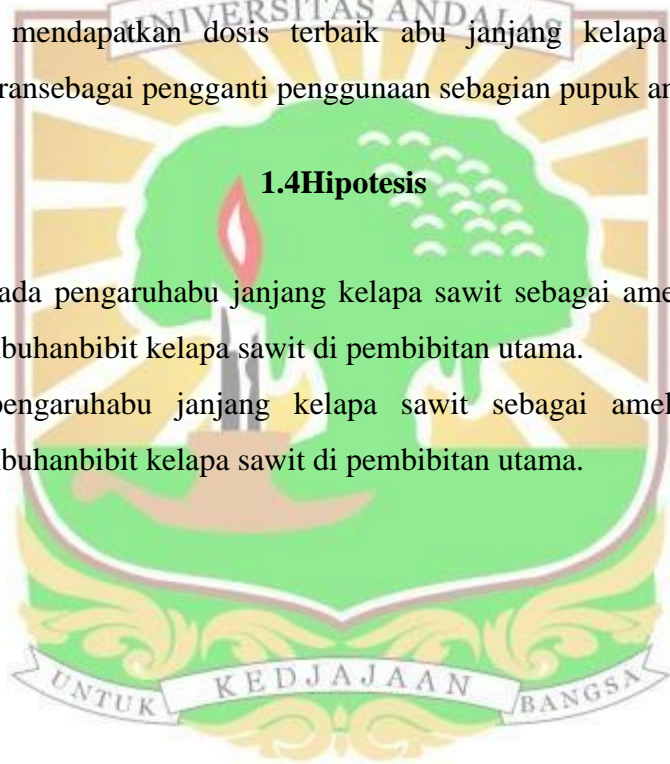 UNIVERSITAS ANDALAS
mendapatkan dosis terbaik abu janjang kelapa
ransebagai pengganti penggunaan sebagian pupuk an
1.4Hipotesis
ada pengaruhabu janjang kelapa sawit sebagai ame
buhanbibit kelapa sawit di pembibitan utama.
pengaruhabu janjang kelapa sawit sebagai amel
buhanbibit kelapa sawit di pembibitan utama.
UNTUK KEDJAJAAN BANGSA